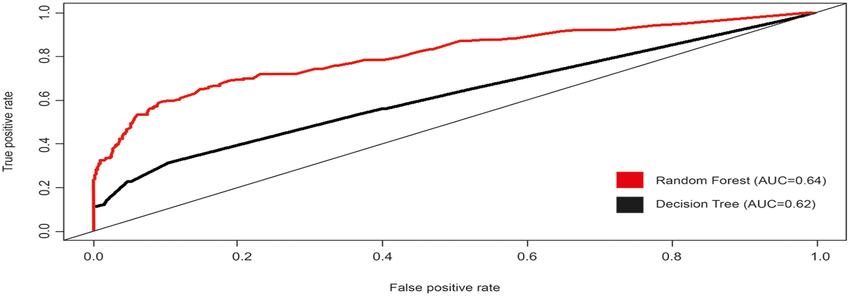 True positive rate
1.0
0.8
0.6
0.4
0.2
0.0
Random Forest (AUC=0.64)
Decision Tree (AUC=0.62)
0.0 0.2 0.4 0.6 0.8 1.0
False positive rate